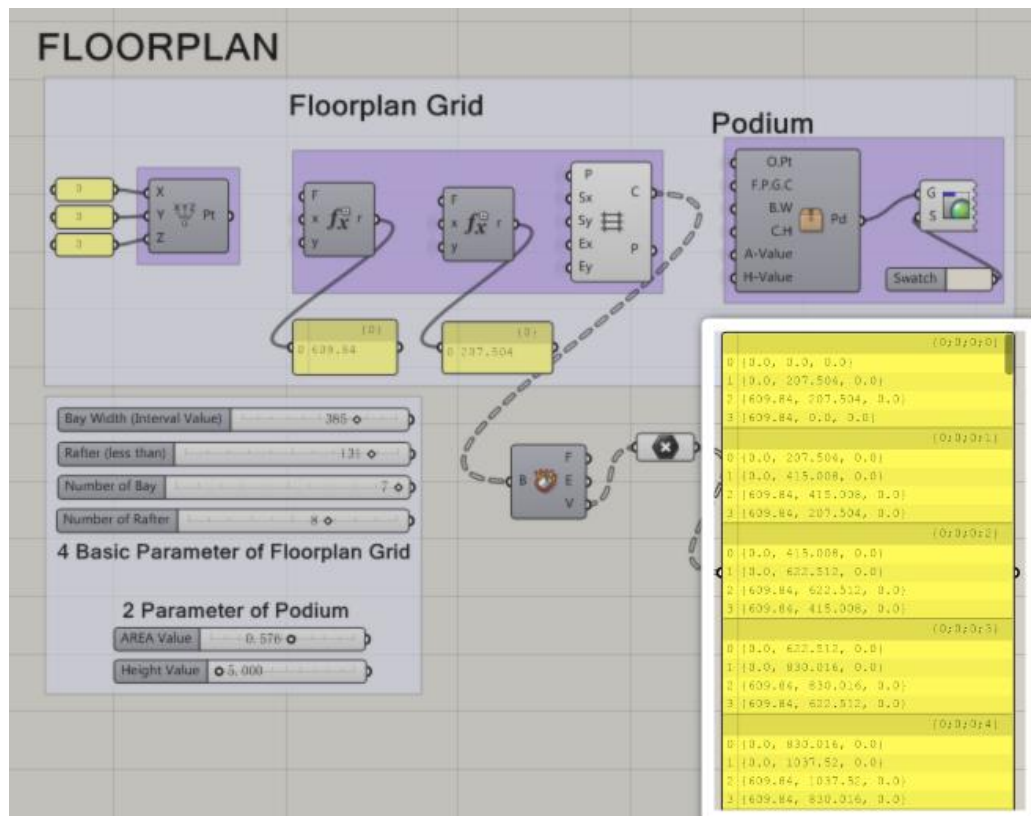 FLOORPLAN
Floorplan Grid
Podium
X
Y
Z
XYZ
Pt
F
x
y
fx
r
F
x
y
fx
r
P
Sx
Sy
Ex
Ey
C
P
O.Pt
F.P.G.C
B.W
C.H
A-Value
H-Value
Pd
G
S
Swatch
{0}
0 609.84
{0}
0 207.504
Bay Width (Interval Value) 385
Rafter (less than) 131
Number of Bay 7
Number of Rafter 8
4 Basic Parameter of Floorplan Grid
2 Parameter of Podium
AREA Value 0.576
Height Value 5.000
B
F
E
V
{0;0;0;0}
0 {0.0, 0.0, 0.0}
1 {0.0, 207.504, 0.0}
2 {609.84, 207.504, 0.0}
3 {609.84, 0.0, 0.0}
{0;0;0;1}
0 {0.0, 207.504, 0.0}
1 {0.0, 415.008, 0.0}
2 {609.84, 415.008, 0.0}
3 {609.84, 207.504, 0.0}
{0;0;0;2}
0 {0.0, 415.008, 0.0}
1 {0.0, 622.512, 0.0}
2 {609.84, 622.512, 0.0}
3 {609.84, 415.008, 0.0}
{0;0;0;3}
0 {0.0, 622.512, 0.0}
1 {0.0, 830.016, 0.0}
2 {609.84, 830.016, 0.0}
3 {609.84, 622.512, 0.0}
{0;0;0;4}
0 {0.0, 830.016, 0.0}
1 {0.0, 1037.52, 0.0}
2 {609.84, 1037.52, 0.0}
3 {609.84, 830.016, 0.0}